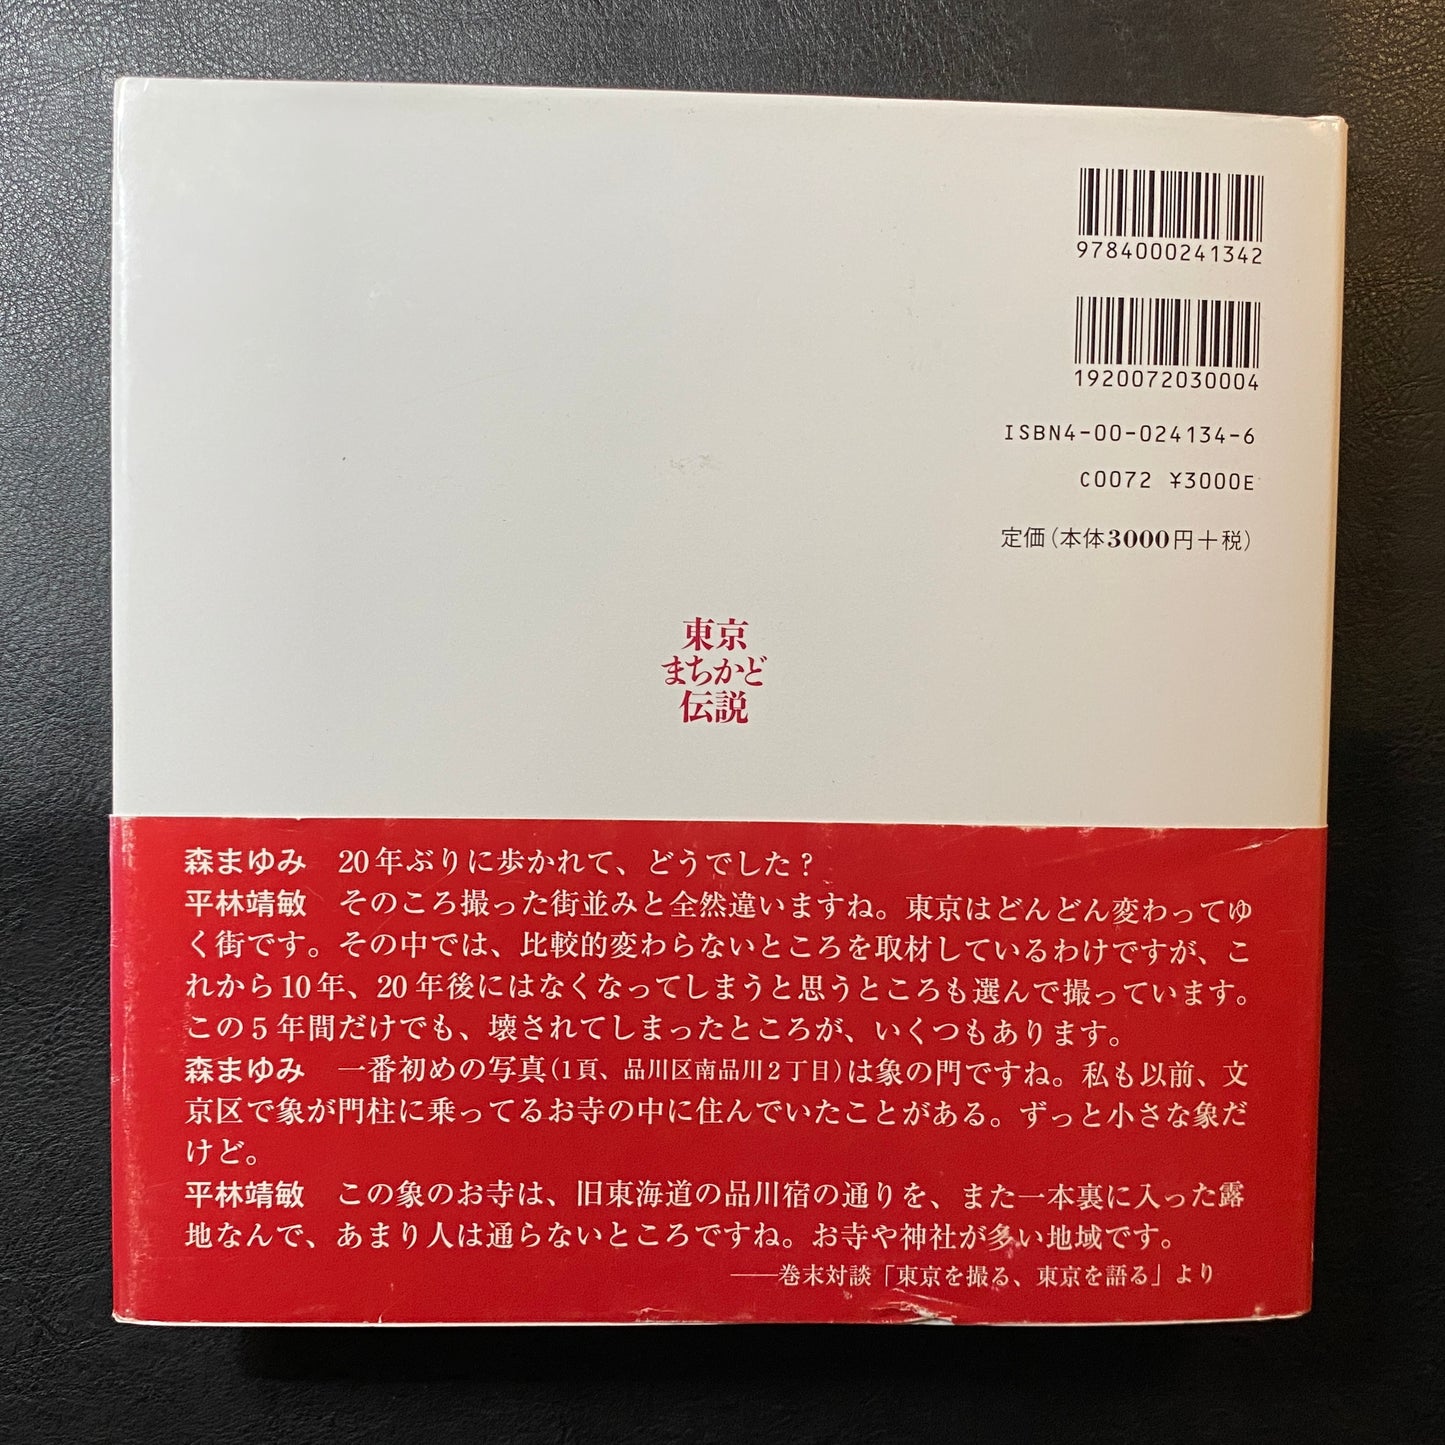 9784000241342
1920072030004
ISBN4-00-024134-6
C0072 ¥3000E
定価(本体3000円+税)
東京
まちかど
伝説
森まゆみ 20年ぶりに歩かれて、どうでした?
平林靖敏 そのころ撮った街並みと全然違いますね。東京はどんどん変わってゆ
く街です。その中では、比較的変わらないところを取材しているわけですが、こ
れから10年、20年後にはなくなってしまうと思うところも選んで撮っています。
この5年間だけでも、壊されてしまったところが、いくつもあります。
森まゆみ 一番初めの写真(1頁、品川区南品川2丁目)は象の門ですね。私も以前、文
京区で象が門柱に乗ってるお寺の中に住んでいたことがある。ずっと小さな象だ
けど。
平林靖敏 この象のお寺は、旧東海道の品川宿の通りを、また一本裏に入った露
地なんで、あまり人は通らないところですね。お寺や神社が多い地域です。
――巻末対談「東京を撮る、東京を語る」より